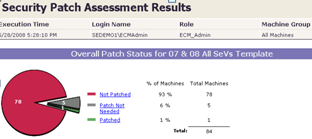 Security Patch Assessment Results
Execution Time Login Name Role Machine Group
5/28/2008 5:28:10 PM SEDEMO1\ECMAdmin ECM_Admin All Machines
Overall Patch Status for 07 & 08 All SeVs Template
% of Machines Total Machines
Not Patched 93 % 78
Patch Not Needed 6 % 5
Patched 1 % 1
Total: 84
78
5